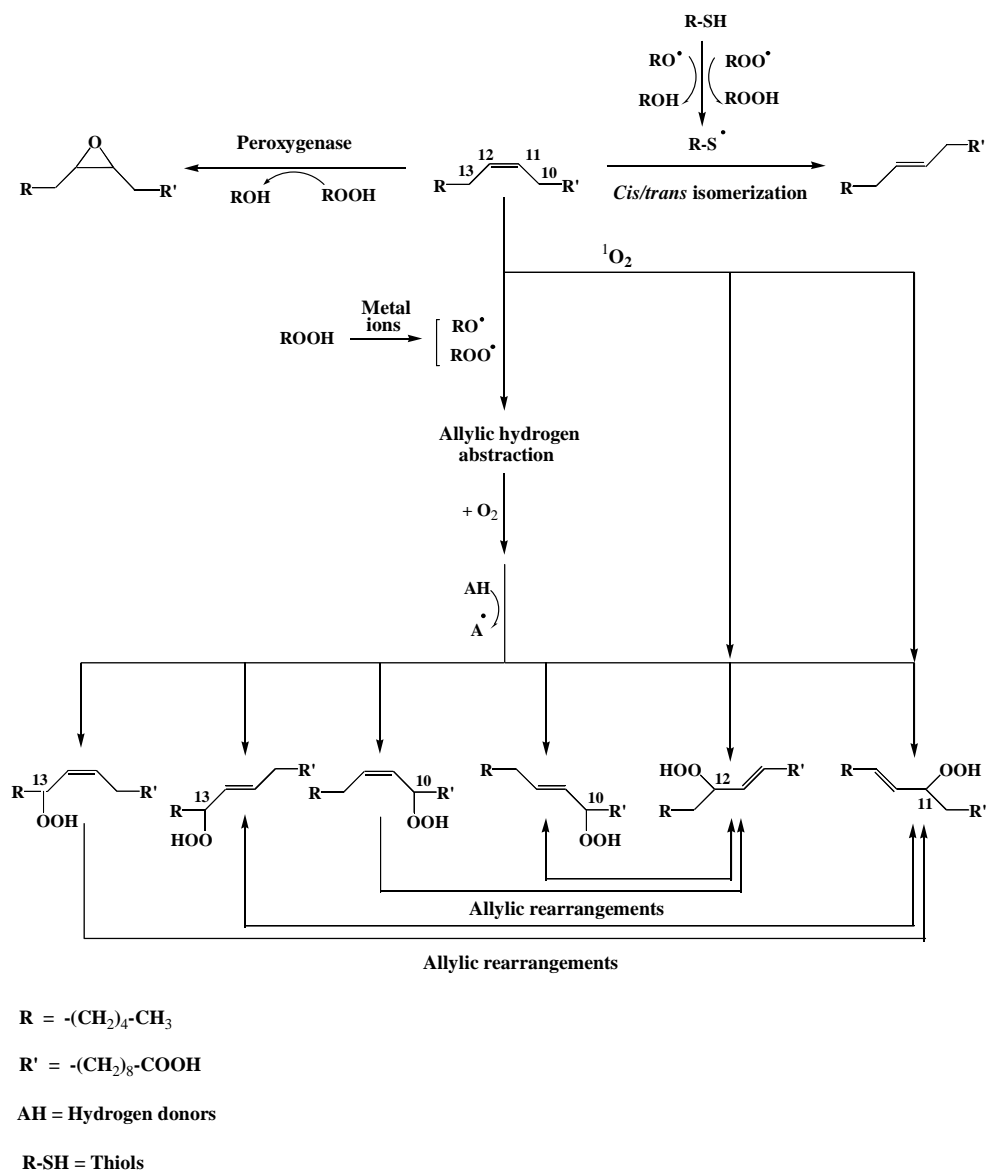 R-SH
RO•
ROO•
ROH
ROOH
R-S•
O
R
R'
Peroxygenase
ROH
ROOH
12
11
13
10
R
R'
Cis/trans isomerization
R
R'
¹O₂
ROOH
Metal
ions
RO•
ROO•
Allylic hydrogen
abstraction
+ O₂
AH
A•
13
R
R'
OOH
13
R
R'
HOO
10
R
R'
OOH
R
10
R'
OOH
HOO
12
R
R'
R
OOH
11
R'
Allylic rearrangements
Allylic rearrangements
R = -(CH₂)₄-CH₃
R' = -(CH₂)₈-COOH
AH = Hydrogen donors
R-SH = Thiols